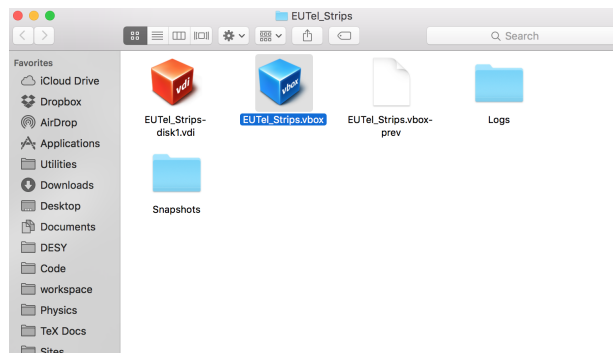 EUTel_Strips
Search
Favorites
iCloud Drive
Dropbox
AirDrop
Applications
Utilities
Downloads
Desktop
Documents
DESY
Code
workspace
Physics
TeX Docs
Sites
vdi
EUTel_Strips-
disk1.vdi
vbox
EUTel_Strips.vbox
EUTel_Strips.vbox-
prev
Logs
Snapshots